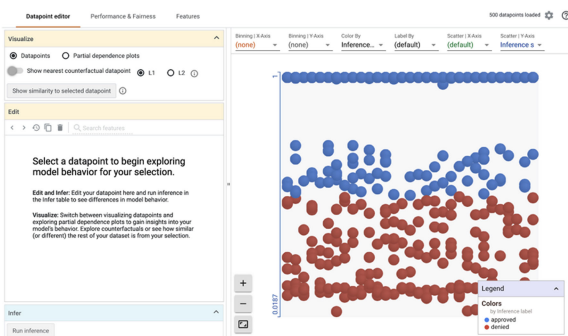 Datapoint editor
Performance & Fairness
Features
500 datapoints loaded
Visualize
Datapoints
Partial dependence plots
Show nearest counterfactual datapoint
L1
L2
Show similarity to selected datapoint
Edit
Search features
Select a datapoint to begin exploring
model behavior for your selection.
Edit and Infer: Edit your datapoint here and run inference in
the Infer table to see differences in model behavior.
Visualize: Switch between visualizing datapoints and
exploring partial dependence plots to gain insights into your
model's behavior. Explore counterfactuals or see how similar
(or different) the rest of your dataset is from your selection.
Infer
Run inference
Binning | X-Axis
(none)
Binning | Y-Axis
(none)
Color By
Inference...
Label By
(default)
Scatter | X-Axis
(default)
Scatter | Y-Axis
Inference s
1
0.0187
Legend
Colors
by Inference label
approved
denied